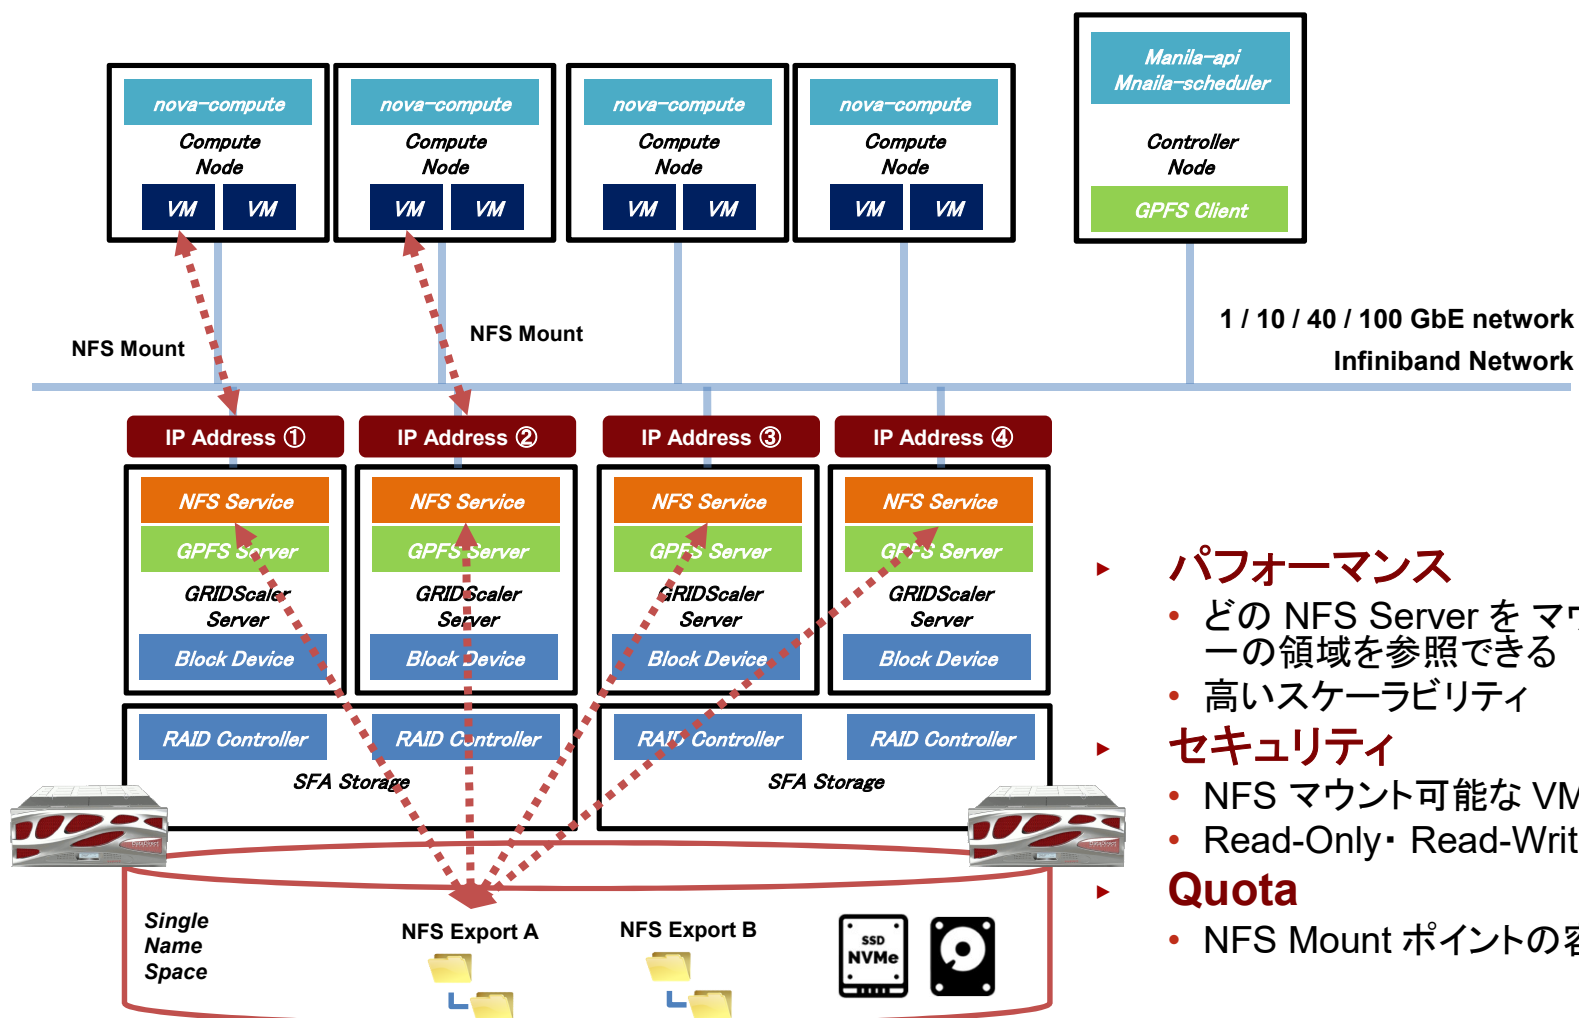 nova-compute
Compute
Node
VM VM
nova-compute
Compute
Node
VM VM
nova-compute
Compute
Node
VM VM
nova-compute
Compute
Node
VM VM
Manila-api
Mnaila-scheduler
Controller
Node
GPFS Client
NFS Mount
NFS Mount
1 / 10 / 40 / 100 GbE network
Infiniband Network
IP Address ①
IP Address ②
IP Address ③
IP Address ④
NFS Service
GPFS Server
GRIDScaler
Server
Block Device
NFS Service
GPFS Server
GRIDScaler
Server
Block Device
NFS Service
GPFS Server
GRIDScaler
Server
Block Device
NFS Service
GPFS Server
GRIDScaler
Server
Block Device
RAID Controller
RAID Controller
SFA Storage
RAID Controller
RAID Controller
SFA Storage
Single
Name
Space
NFS Export A
NFS Export B
SSD
NVMe
パフォーマンス
• どの NFS Server を マウ
一の領域を参照できる
• 高いスケーラビリティ
セキュリティ
• NFS マウント可能な VM
• Read-Only・ Read-Writ
Quota
• NFS Mount ポイントの容